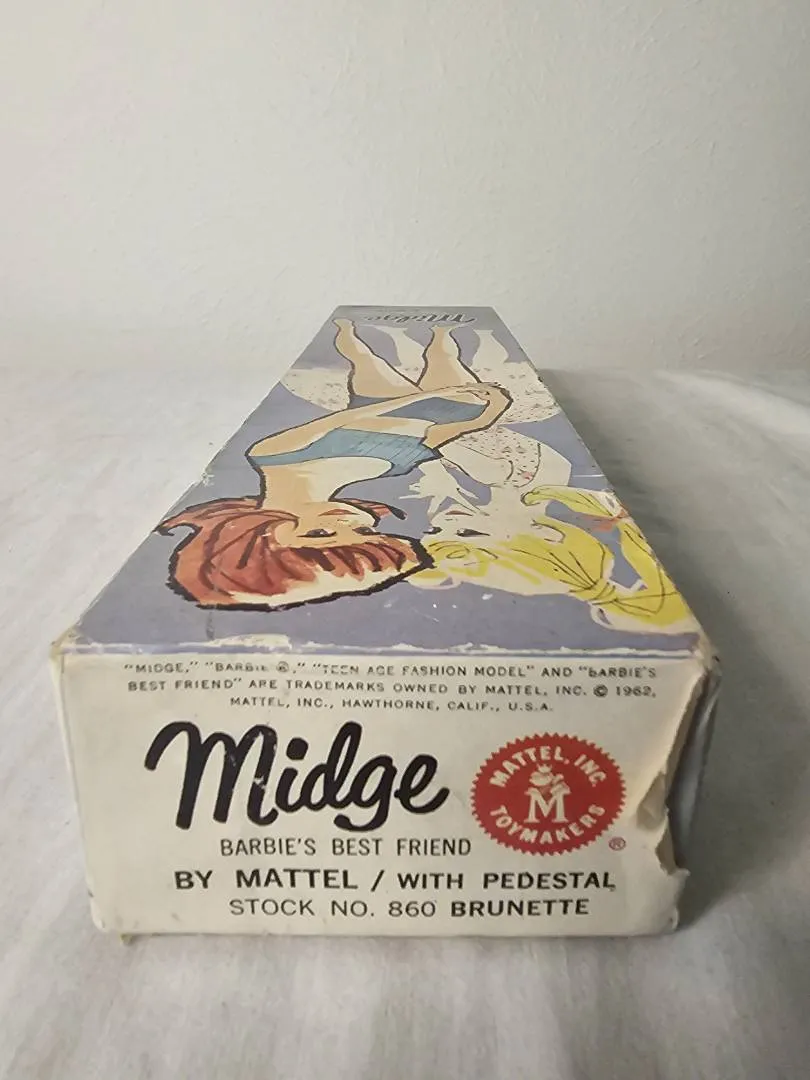 Midge
"MIDGE," "BARBIE ®," "TEEN AGE FASHION MODEL" AND "BARBIE'S
BEST FRIEND" ARE TRADEMARKS OWNED BY MATTEL, INC. © 1962,
MATTEL, INC., HAWTHORNE, CALIF., U.S.A.
Midge
MATTEL, INC.
M
TOYMAKERS
®
BARBIE'S BEST FRIEND
BY MATTEL / WITH PEDESTAL
STOCK NO. 860 BRUNETTE